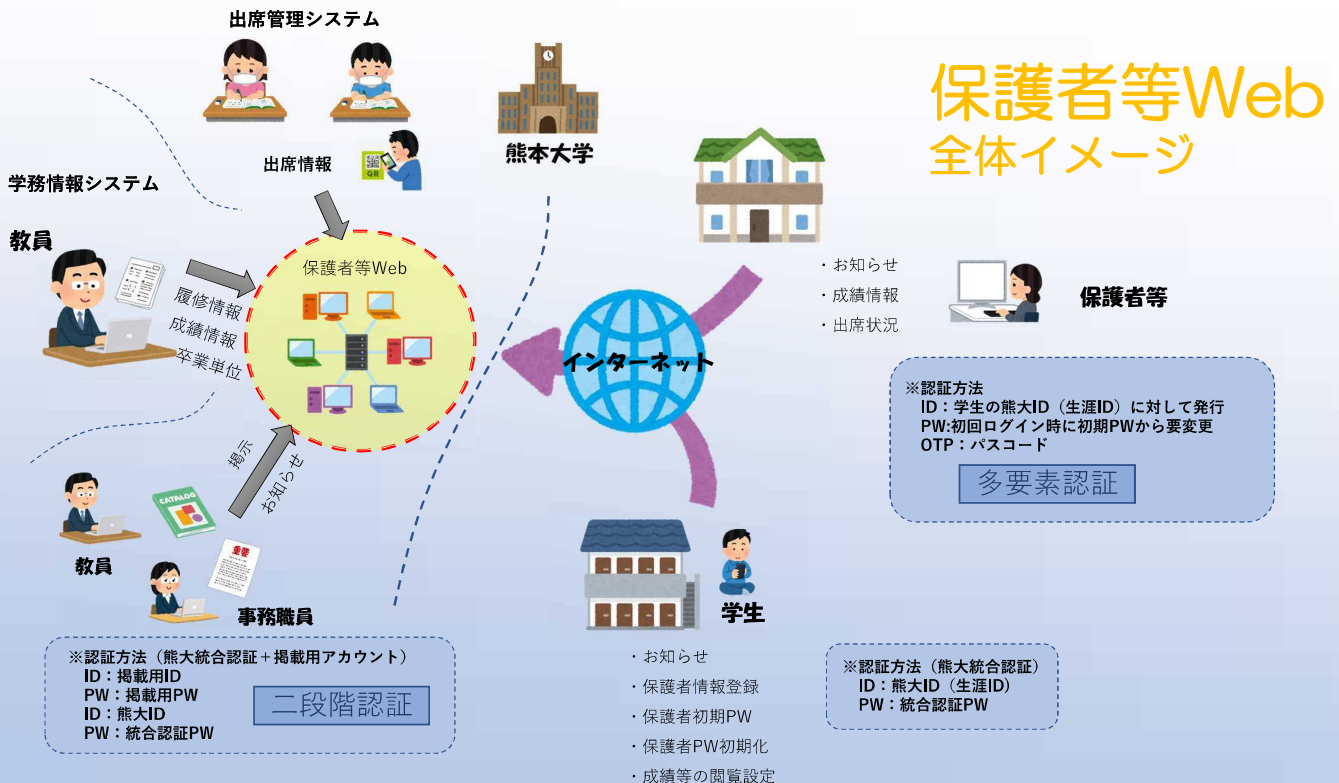 保護者等Web
全体イメージ
出席管理システム
出席情報
QR
熊本大学
学務情報システム
教員
履修情報
成績情報
卒業単位
保護者等Web
インターネット
・お知らせ
・成績情報
・出席状況
保護者等
※認証方法
ID：学生の熊大ID（生涯ID）に対して発行
PW:初回ログイン時に初期PWから要変更
OTP：パスコード
多要素認証
掲示
お知らせ
CATALOG
重要
教員
事務職員
※認証方法（熊大統合認証＋掲載用アカウント）
ID：掲載用ID
PW：掲載用PW
ID：熊大ID
PW：統合認証PW
二段階認証
学生
・お知らせ
・保護者情報登録
・保護者初期PW
・保護者PW初期化
・成績等の閲覧設定
※認証方法（熊大統合認証）
ID：熊大ID（生涯ID）
PW：統合認証PW